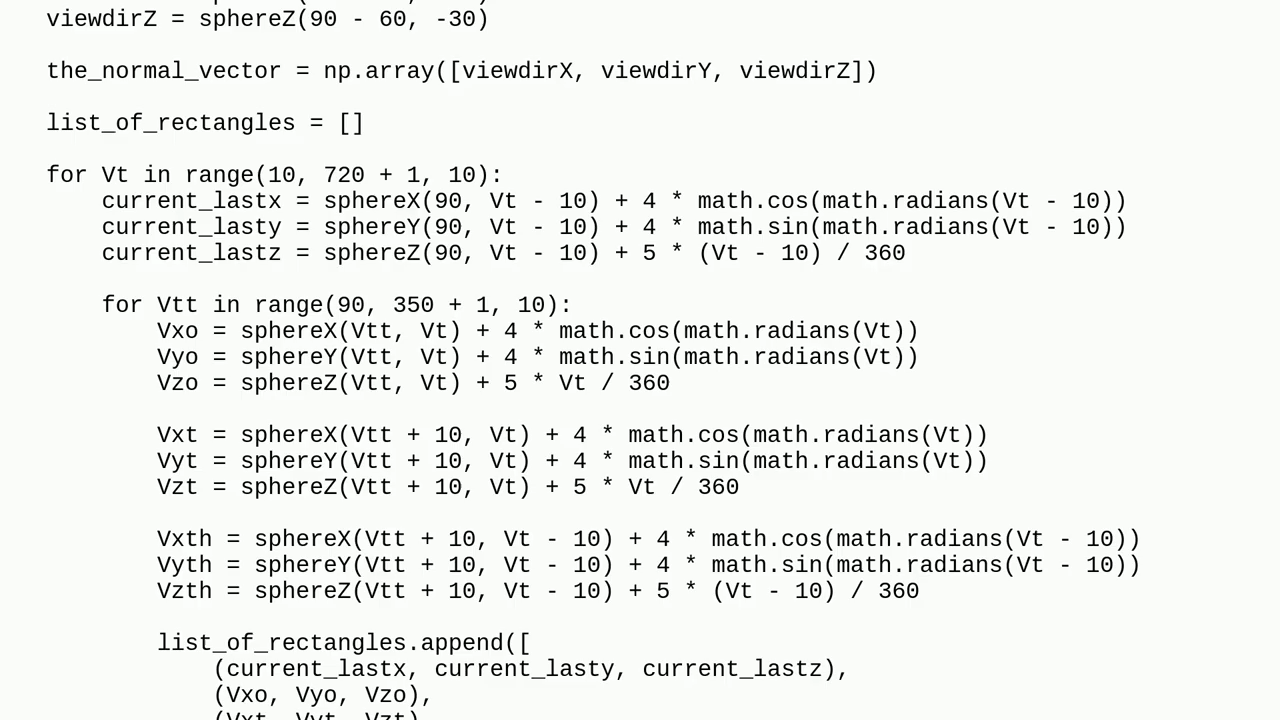 viewdirZ = sphereZ(90 - 60, -30)
the_normal_vector = np.array([viewdirX, viewdirY, viewdirZ])
list_of_rectangles = []
for Vt in range(10, 720 + 1, 10):
current_lastx = sphereX(90, Vt - 10) + 4 * math.cos(math.radians(Vt - 10))
current_lasty = sphereY(90, Vt - 10) + 4 * math.sin(math.radians(Vt - 10))
current_lastz = sphereZ(90, Vt - 10) + 5 * (Vt - 10) / 360
for Vtt in range(90, 350 + 1, 10):
Vxo = sphereX(Vtt, Vt) + 4 * math.cos(math.radians(Vt))
Vyo = sphereY(Vtt, Vt) + 4 * math.sin(math.radians(Vt))
Vzo = sphereZ(Vtt, Vt) + 5 * Vt / 360
Vxt = sphereX(Vtt + 10, Vt) + 4 * math.cos(math.radians(Vt))
Vyt = sphereY(Vtt + 10, Vt) + 4 * math.sin(math.radians(Vt))
Vzt = sphereZ(Vtt + 10, Vt) + 5 * Vt / 360
Vxth = sphereX(Vtt + 10, Vt - 10) + 4 * math.cos(math.radians(Vt - 10))
Vyth = sphereY(Vtt + 10, Vt - 10) + 4 * math.sin(math.radians(Vt - 10))
Vzth = sphereZ(Vtt + 10, Vt - 10) + 5 * (Vt - 10) / 360
list_of_rectangles.append([
(current_lastx, current_lasty, current_lastz),
(Vxo, Vyo, Vzo),
(Vxt, Vyt, Vzt)